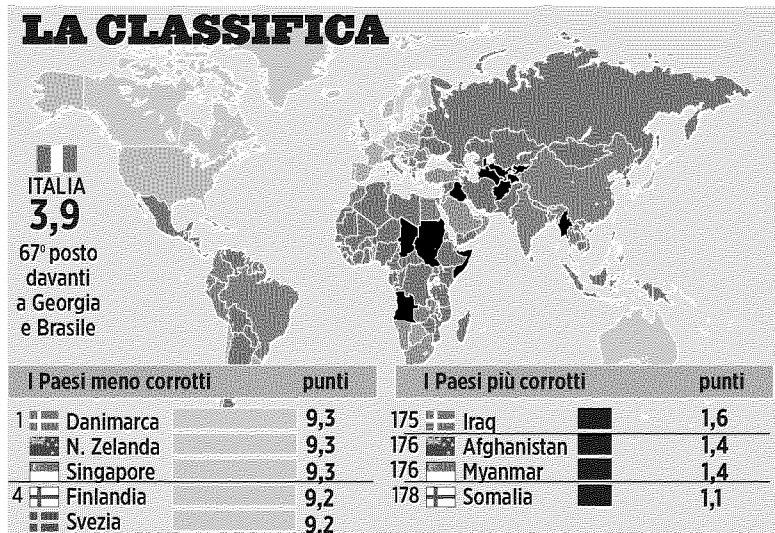 LA CLASSIFICA
ITALIA
3,9
67º posto
davanti
a Georgia
e Brasile
I Paesi meno corrotti punti
1 Danimarca 9,3
N. Zelanda 9,3
Singapore 9,3
4 Finlandia 9,2
Svezia 9,2
I Paesi più corrotti punti
175 Iraq 1,6
176 Afghanistan 1,4
176 Myanmar 1,4
178 Somalia 1,1